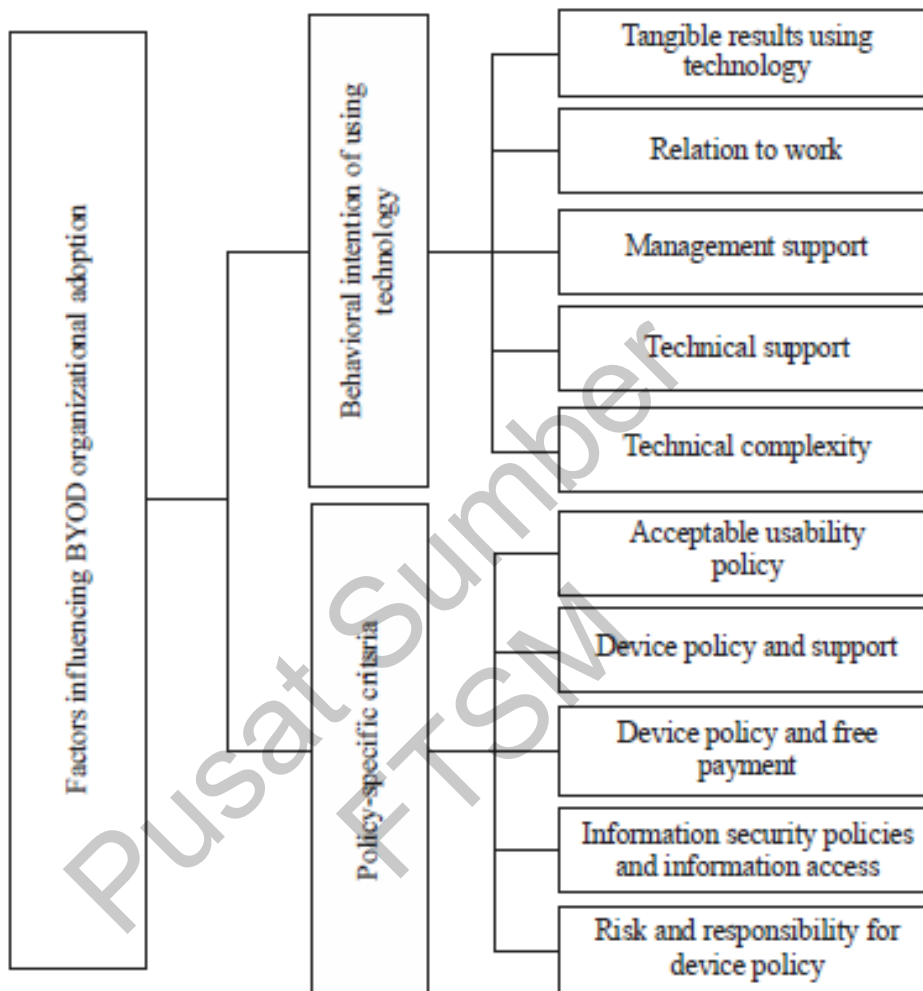 Factors influencing BYOD organizational adoption
Behavioral intention of using
technology
Tangible results using
technology
Relation to work
Management support
Technical support
Technical complexity
Policy-specific critsria
Acceptable usability
policy
Device policy and support
Device policy and free
payment
Information security policies
and information access
Risk and responsibility for
device policy
Pusat Sumber
FTSM